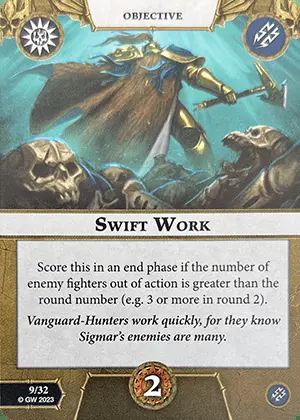 OBJECTIVE
SWIFT WORK
Score this in an end phase if the number
of enemy fighters out of action is greater
than the round number (e.g. 3 or more in round 2).
Vanguard-Hunters work quickly, for they know
Sigmar's enemies are many.
9/32
© GW 2023
2